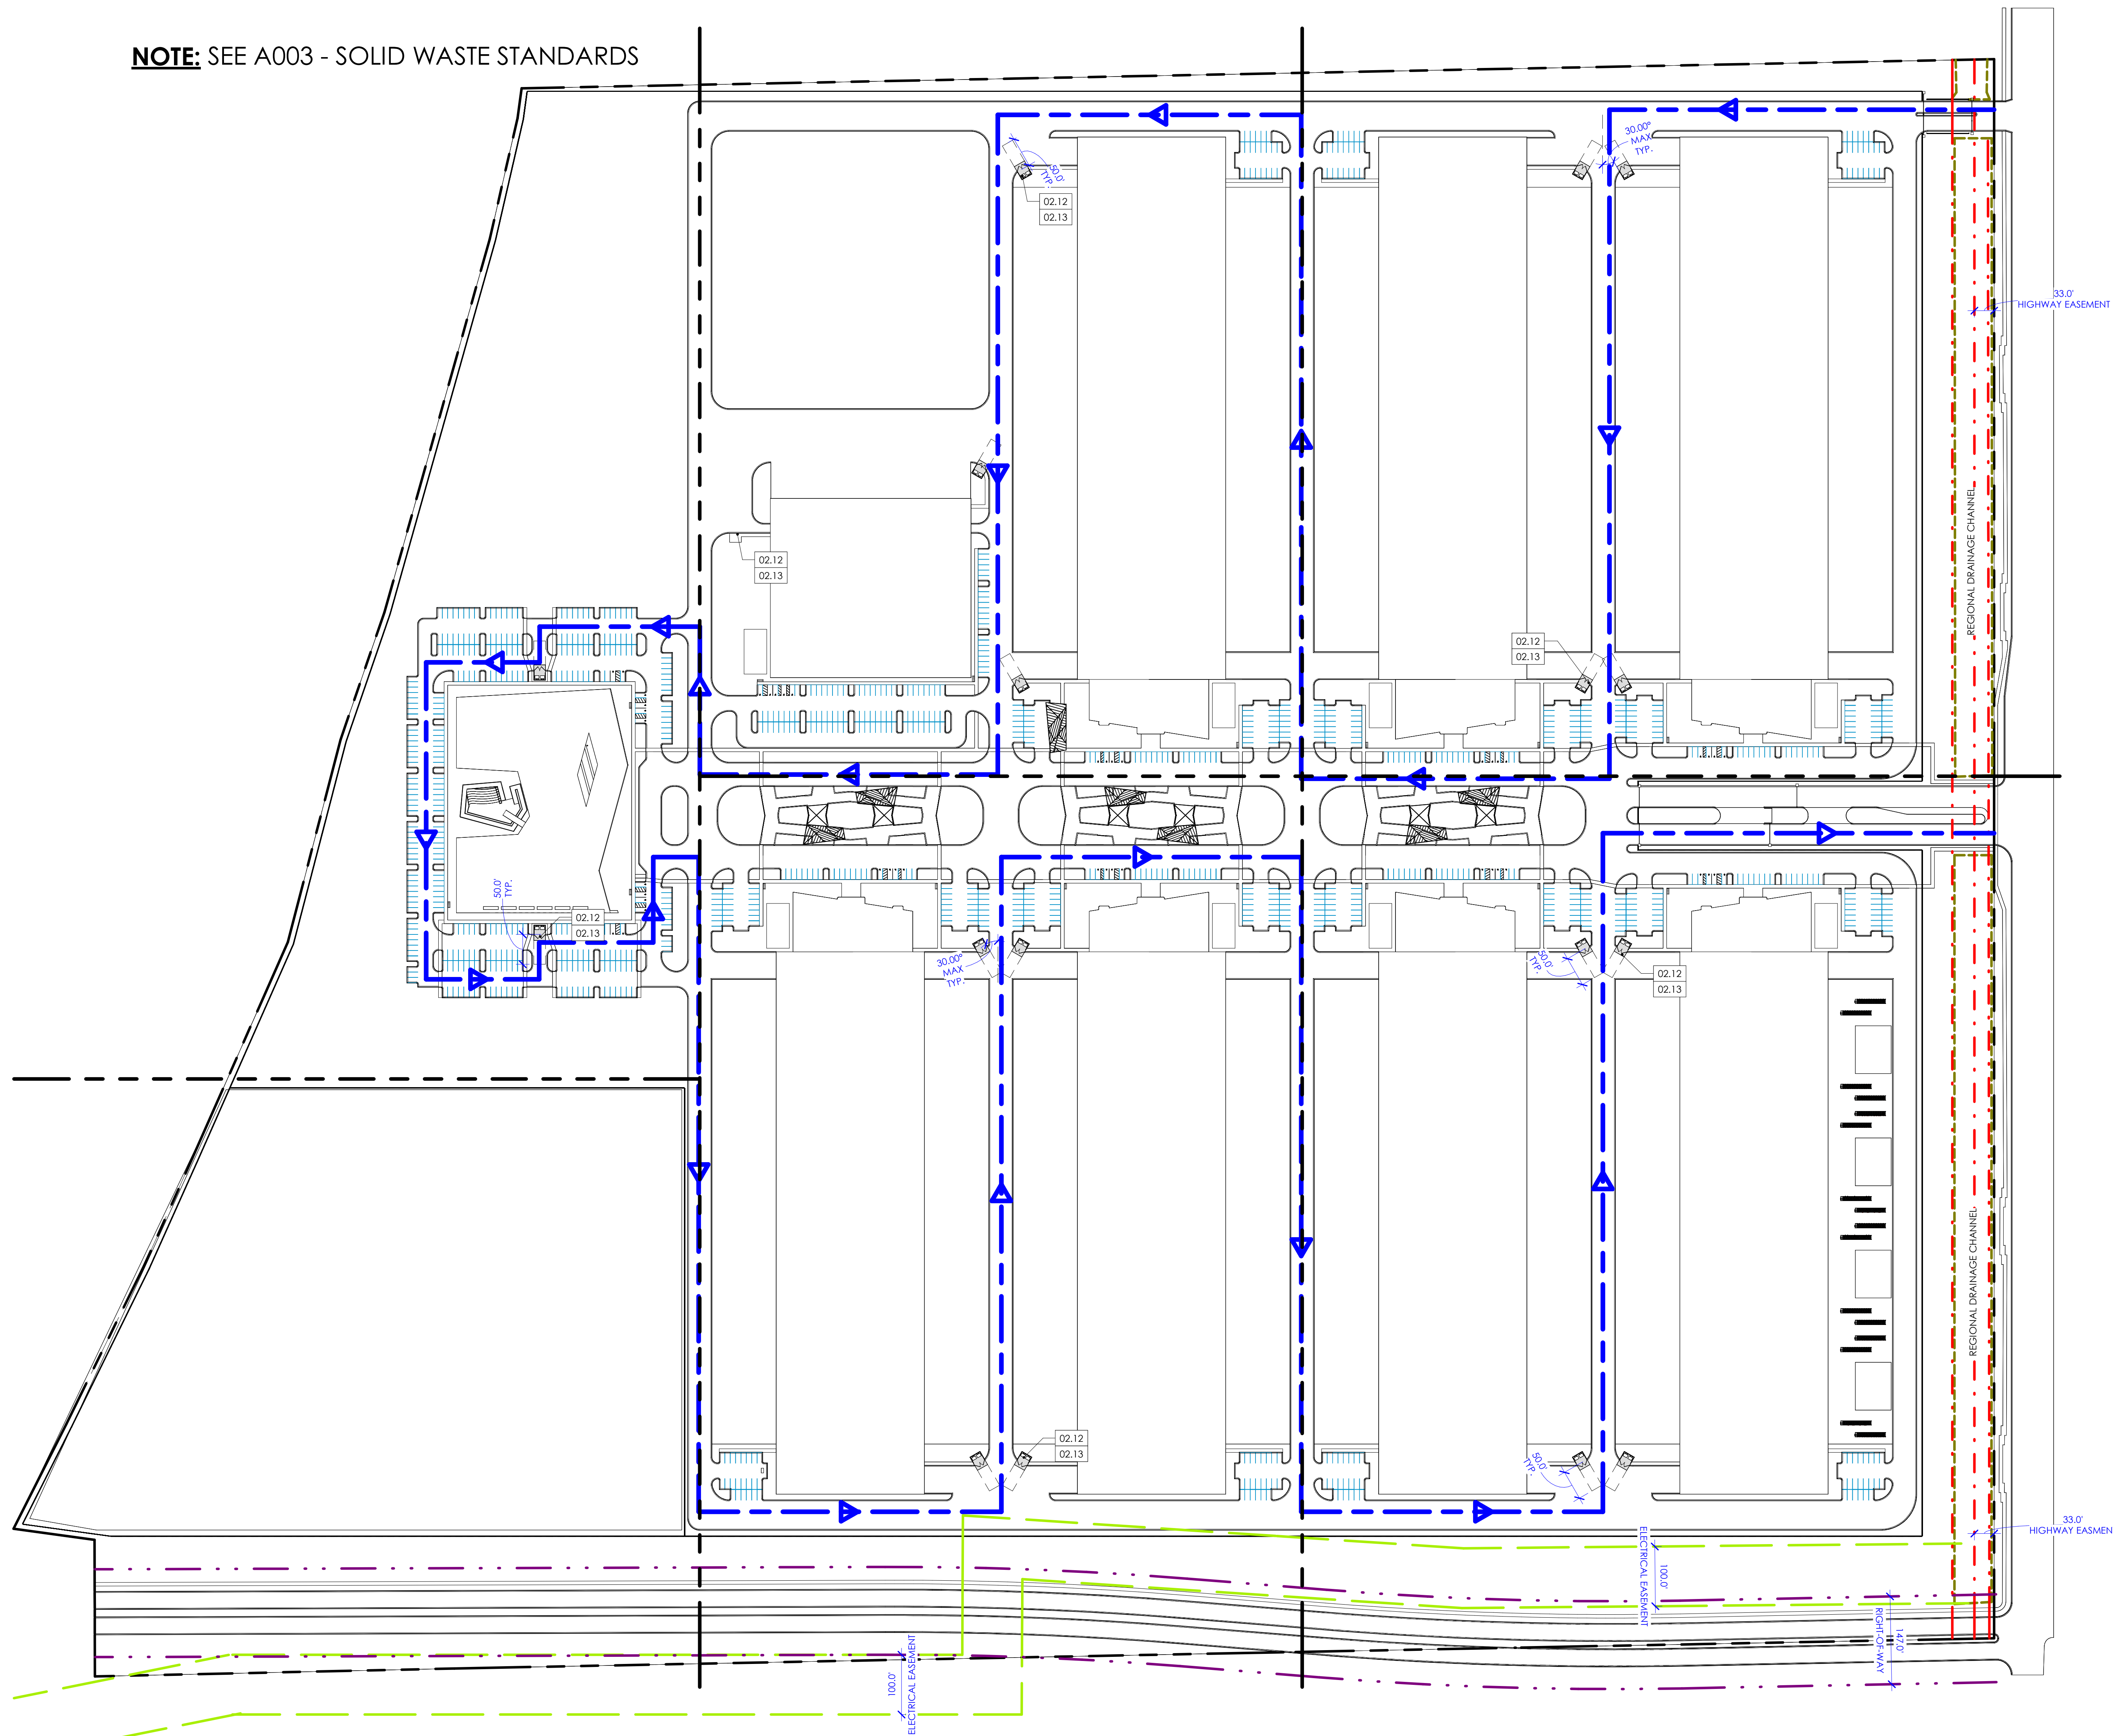 NOTE: SEE A003 - SOLID WASTE STANDARDS
30.00°
MAX
TYP.
50.0'
TYP.
02.12
02.13
33.0'
HIGHWAY EASEMENT
REGIONAL DRAINAGE CHANNEL
02.12
02.13
02.12
02.13
50.0'
TYP.
02.12
02.13
30.00°
MAX
TYP.
50.0'
TYP.
02.12
02.13
REGIONAL DRAINAGE CHANNEL
02.12
02.13
50.0'
TYP.
33.0'
HIGHWAY EASMEN
100.0'
ELECTRICAL EASEMENT
147.0'
RIGHT-OF-WAY
100.0'
ELECTRICAL EASEMENT